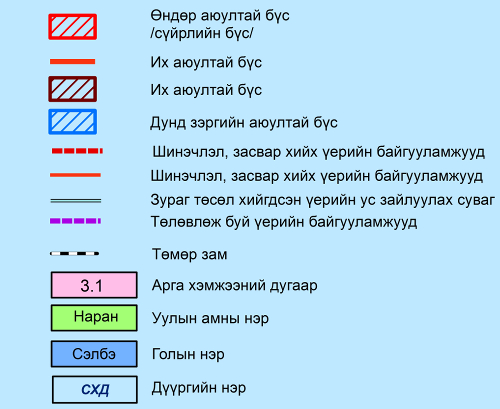 Өндөр аюултай бүс
/сүйрлийн бүс/
Их аюултай бүс
Их аюултай бүс
Дунд зэргийн аюултай бүс
Шинэчлэл, засвар хийх үерийн байгууламжууд
Шинэчлэл, засвар хийх үерийн байгууламжууд
Зураг төсөл хийгдсэн үерийн ус зайлуулах суваг
Төлөвлөж буй үерийн байгууламжууд
Төмөр зам
3.1 Арга хэмжээний дугаар
Наран Уулын амны нэр
Сэлбэ Голын нэр
СХД Дүүргийн нэр